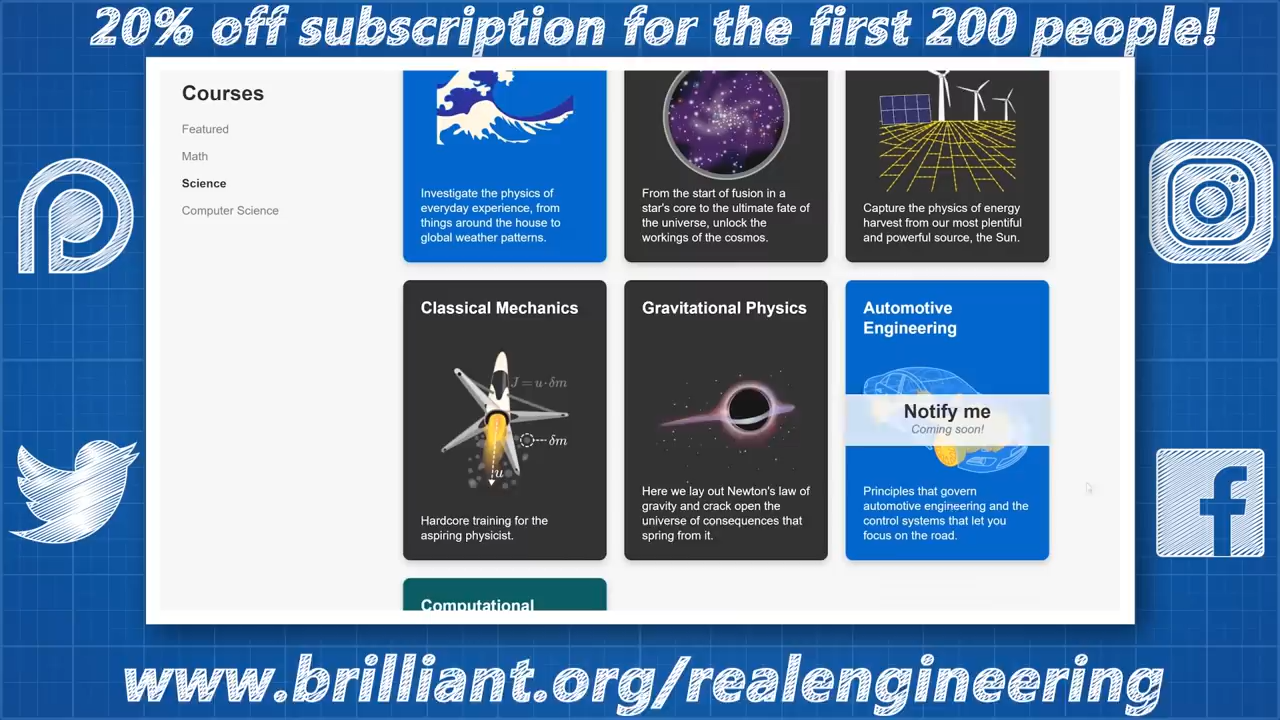 20% off subscription for the first 200 people!
Courses
Featured
Math
Science
Computer Science
Investigate the physics of
everyday experience, from
things around the house to
global weather patterns.
From the start of fusion in a
star's core to the ultimate fate of
the universe, unlock the
workings of the cosmos.
Capture the physics of energy
harvest from our most plentiful
and powerful source, the Sun.
Classical Mechanics
J = u · δm
δm
u
Hardcore training for the
aspiring physicist.
Gravitational Physics
Here we lay out Newton's law of
gravity and crack open the
universe of consequences that
spring from it.
Automotive
Engineering
Notify me
Coming soon!
Principles that govern
automotive engineering and the
control systems that let you
focus on the road.
Computational
www.brilliant.org/realengineering